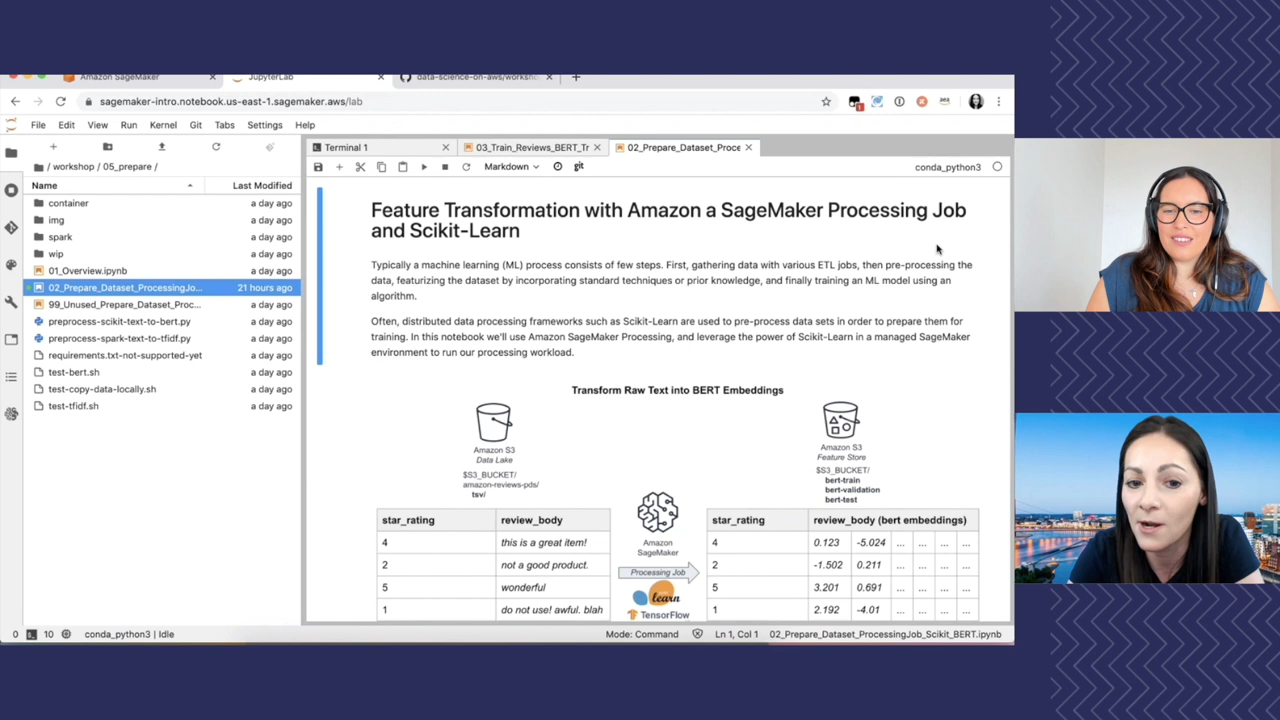 Amazon SageMaker
JupyterLab
data-science-on-aws/worksh
sagemaker-intro.notebook.us-east-1.sagemaker.aws/lab
File Edit View Run Kernel Git Tabs Settings Help
/ workshop / 05_prepare /
Name Last Modified
container a day ago
img a day ago
spark a day ago
wip a day ago
01_Overview.ipynb a day ago
02_Prepare_Dataset_ProcessingJo... 21 hours ago
99_Unused_Prepare_Dataset_Proc... a day ago
preprocess-scikit-text-to-bert.py a day ago
preprocess-spark-text-to-tfidf.py a day ago
requirements.txt-not-supported-yet a day ago
test-bert.sh a day ago
test-copy-data-locally.sh a day ago
test-tfidf.sh a day ago
Terminal 1
03_Train_Reviews_BERT_Tr
02_Prepare_Dataset_Proce
Markdown
git
conda_python3
Feature Transformation with Amazon a SageMaker Processing Job
and Scikit-Learn
Typically a machine learning (ML) process consists of few steps. First, gathering data with various ETL jobs, then pre-processing the
data, featurizing the dataset by incorporating standard techniques or prior knowledge, and finally training an ML model using an
algorithm.
Often, distributed data processing frameworks such as Scikit-Learn are used to pre-process data sets in order to prepare them for
training. In this notebook we'll use Amazon SageMaker Processing, and leverage the power of Scikit-Learn in a managed SageMaker
environment to run our processing workload.
Transform Raw Text into BERT Embeddings
Amazon S3
Data Lake
$S3_BUCKET/
amazon-reviews-pds/
tsv/
Amazon S3
Feature Store
$S3_BUCKET/
bert-train
bert-validation
bert-test
star_rating review_body
4 this is a great item!
2 not a good product.
5 wonderful
1 do not use! awful. blah
Amazon
SageMaker
Processing Job
learn
TensorFlow
star_rating review_body (bert embeddings)
4 0.123 -5.024 ... ... ... ...
2 -1.502 0.211 ... ... ... ...
5 3.201 0.691 ... ... ... ...
1 2.192 -4.01 ... ... ... ...
0 10 conda_python3 | Idle
Mode: Command Ln 1, Col 1 02_Prepare_Dataset_ProcessingJob_Scikit_BERT.ipynb